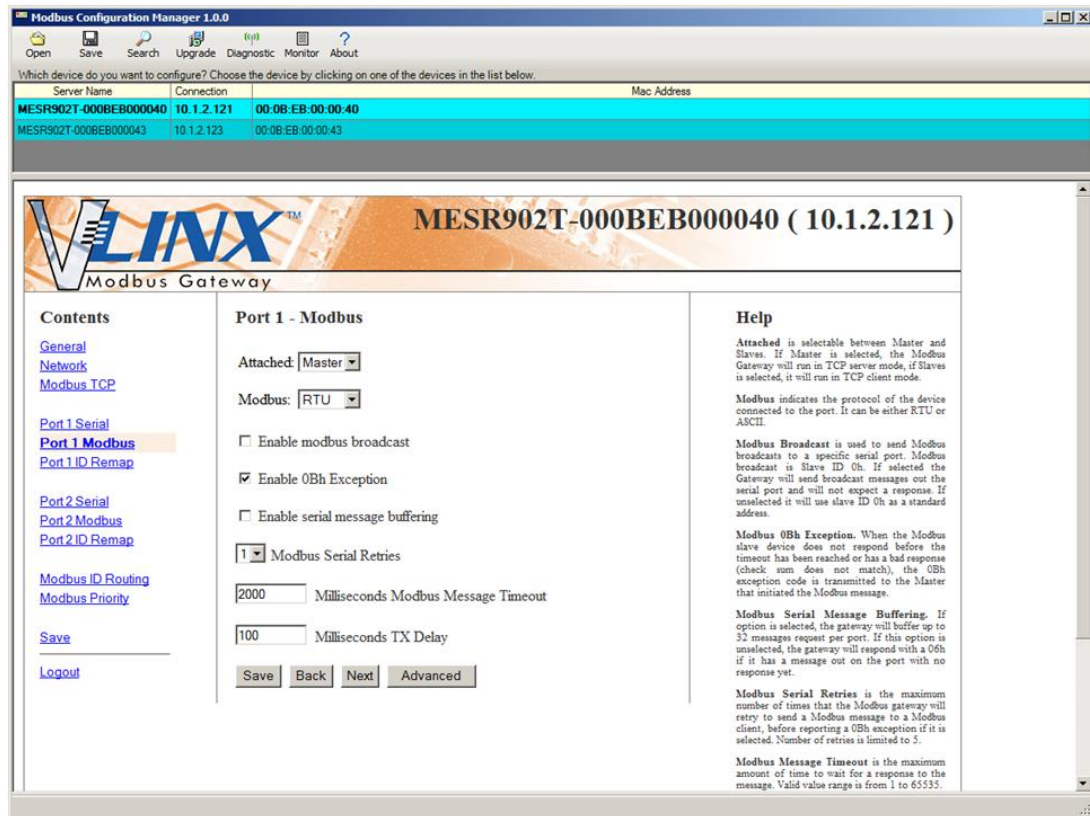 Modbus Configuration Manager 1.0.0
Open Save Search Upgrade Diagnostic Monitor About
Which device do you want to configure? Choose the device by clicking on one of the devices in the list below.
Server Name Connection Mac Address
MESR902T-000BEB000040 10.1.2.121 00:0B:EB:00:00:40
MESR902T-000BEB000043 10.1.2.123 00:0B:EB:00:00:43
VLINX™
Modbus Gateway
MESR902T-000BEB000040 ( 10.1.2.121 )
Contents
General
Network
Modbus TCP
Port 1 Serial
Port 1 Modbus
Port 1 ID Remap
Port 2 Serial
Port 2 Modbus
Port 2 ID Remap
Modbus ID Routing
Modbus Priority
Save
Logout
Port 1 - Modbus
Attached: Master
Modbus: RTU
Enable modbus broadcast
Enable 0Bh Exception
Enable serial message buffering
1 Modbus Serial Retries
2000 Milliseconds Modbus Message Timeout
100 Milliseconds TX Delay
Save Back Next Advanced
Help
Attached is selectable between Master and
Slaves. If Master is selected, the Modbus
Gateway will run in TCP server mode, if Slaves
is selected, it will run in TCP client mode.
Modbus indicates the protocol of the device
connected to the port. It can be either RTU or
ASCII.
Modbus Broadcast is used to send Modbus
broadcasts to a specific serial port. Modbus
broadcast is Slave ID 0h. If selected the
Gateway will send broadcast messages out the
serial port and will not expect a response. If
unselected it will use slave ID 0h as a standard
address.
Modbus 0Bh Exception. When the Modbus
slave device does not respond before the
timeout has been reached or has a bad response
(check sum does not match), the 0Bh
exception code is transmitted to the Master
that initiated the Modbus message.
Modbus Serial Message Buffering. If
option is selected, the gateway will buffer up to
32 messages request per port. If this option is
unselected, the gateway will respond with a 06h
if it has a message out on the port with no
response yet.
Modbus Serial Retries is the maximum
number of times that the Modbus gateway will
retry to send a Modbus message to a Modbus
client, before reporting a 0Bh exception if it is
selected. Number of retries is limited to 5.
Modbus Message Timeout is the maximum
amount of time to wait for a response to the
message. Valid value range is from 1 to 65535.